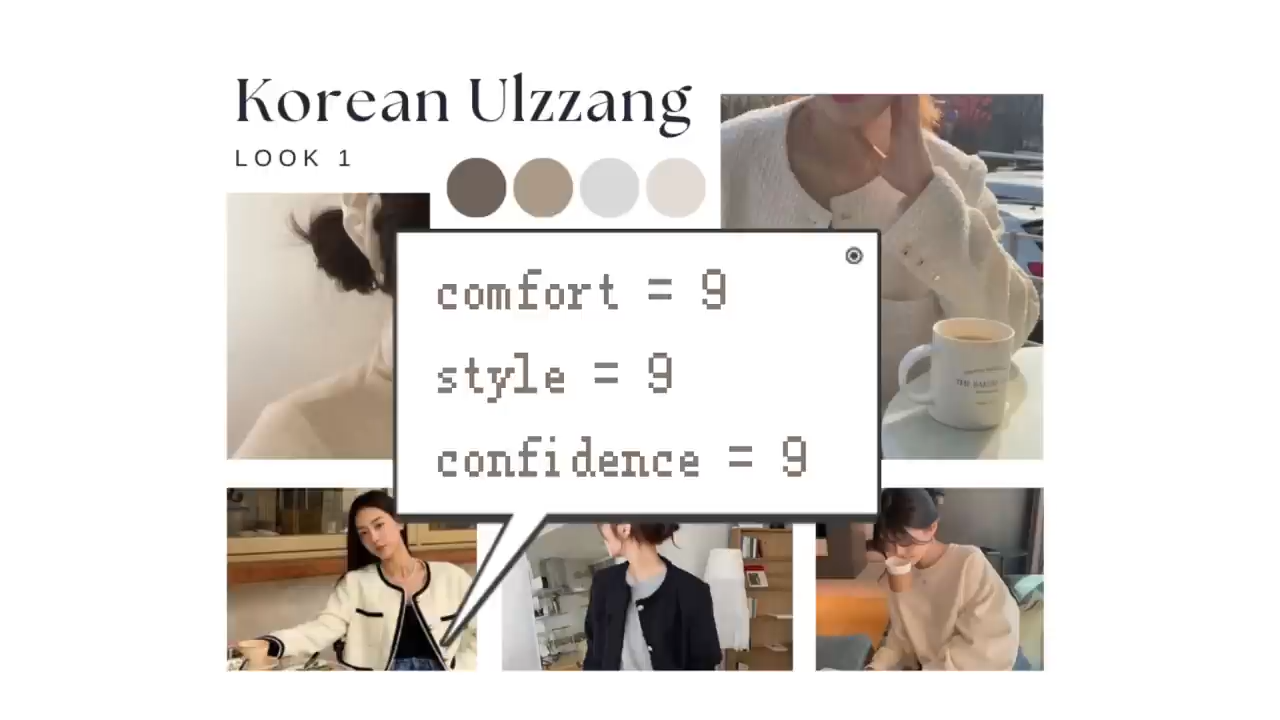 Korean Ulzzang
LOOK 1
comfort = 9
style = 9
confidence = 9